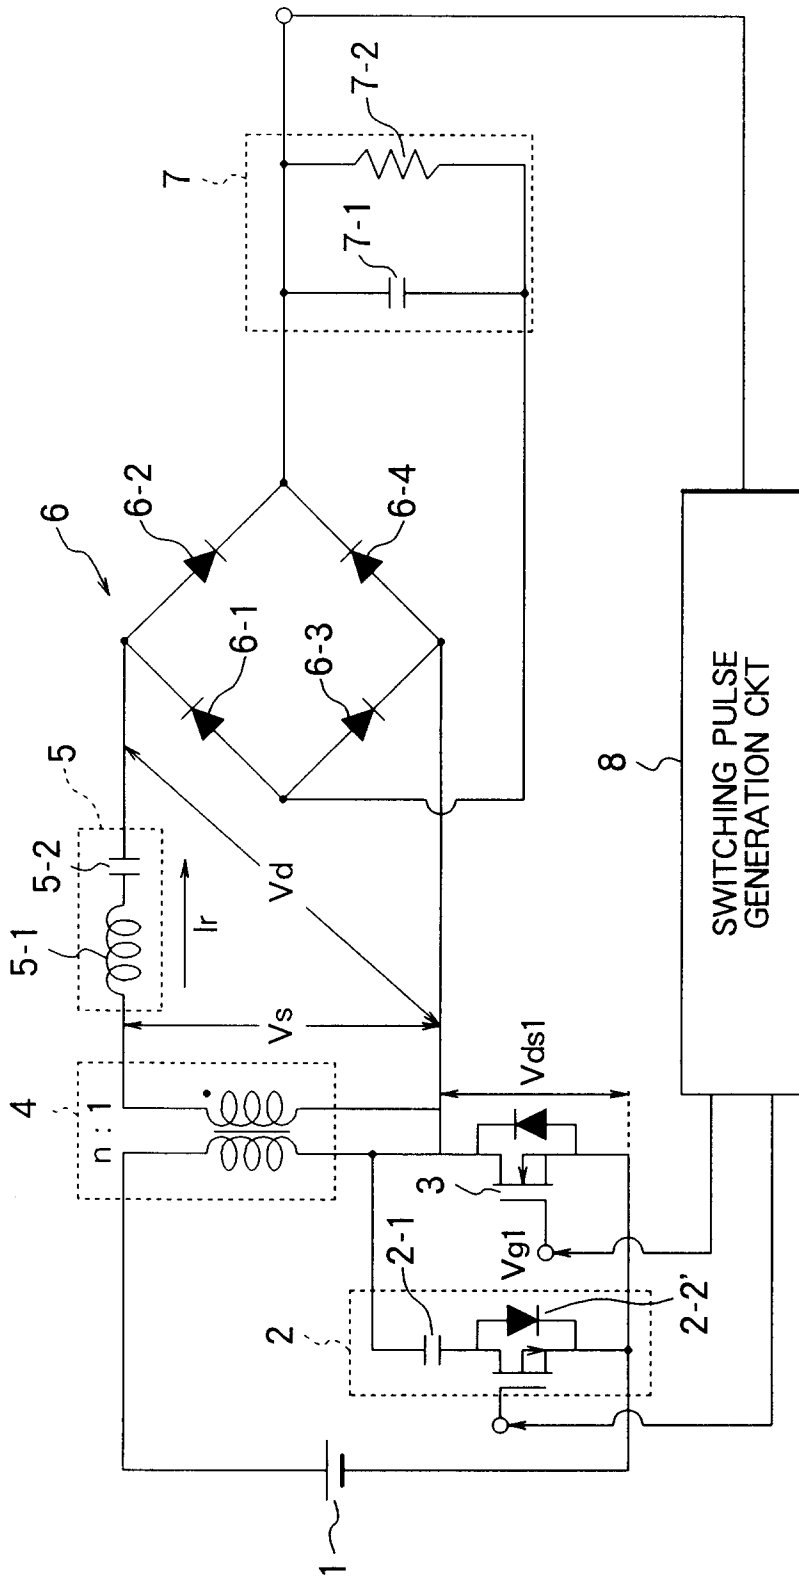 1
2
2-1
2-2'
3
4
n : 1
5
5-1
5-2
6
6-1
6-2
6-3
6-4
7
7-1
7-2
8
Vs
Vd
Ir
Vds1
Vg1
SWITCHING PULSE
GENERATION CKT